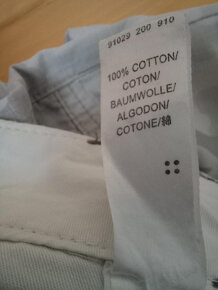 91029 200 910
100% COTTON/
COTON/
BAUMWOLLE/
ALGODON/
COTONE/綿